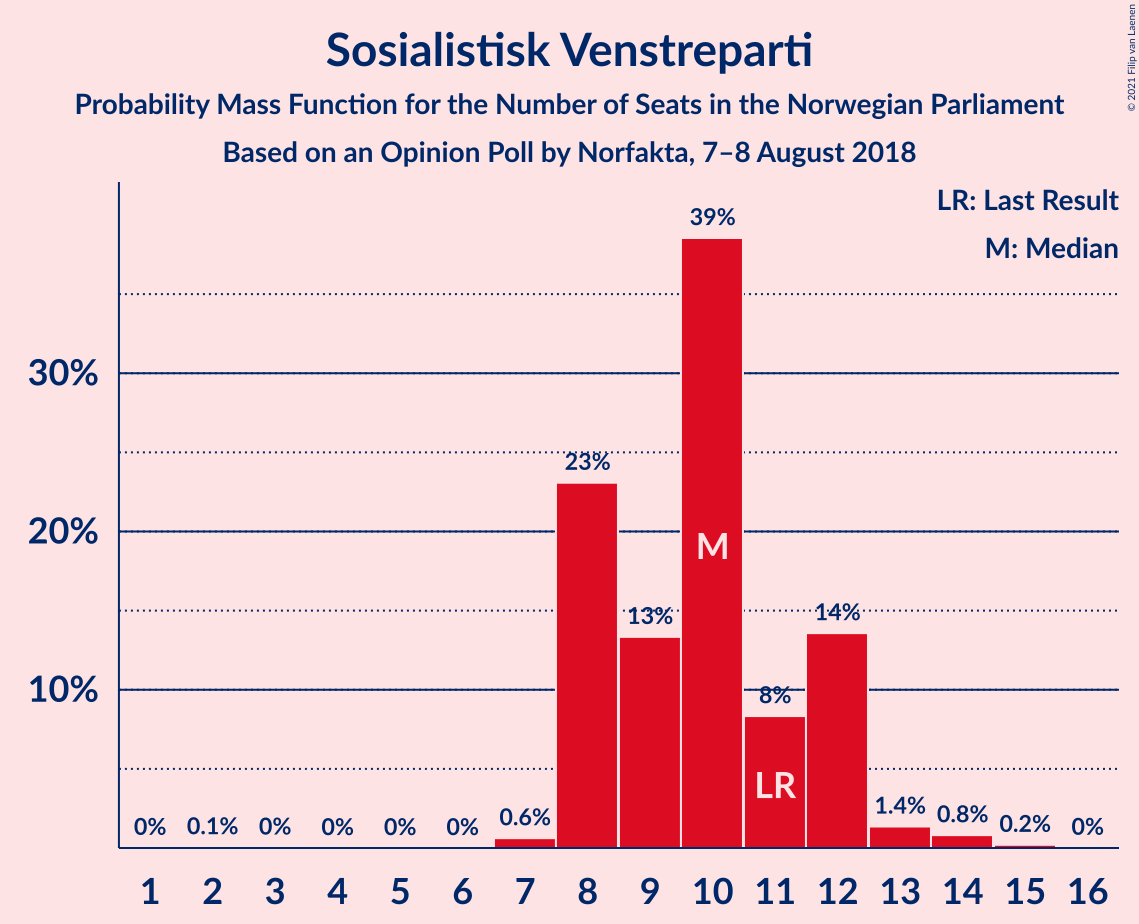 Sosialistisk Venstreparti
Probability Mass Function for the Number of Seats in the Norwegian Parliament
Based on an Opinion Poll by Norfakta, 7–8 August 2018
© 2021 Filip van Laenen
LR: Last Result
M: Median
30%
20%
10%
0% 0.1% 0% 0% 0% 0% 0.6% 23% 13% 39% 8% 14% 1.4% 0.8% 0.2% 0%
M
LR
1 2 3 4 5 6 7 8 9 10 11 12 13 14 15 16